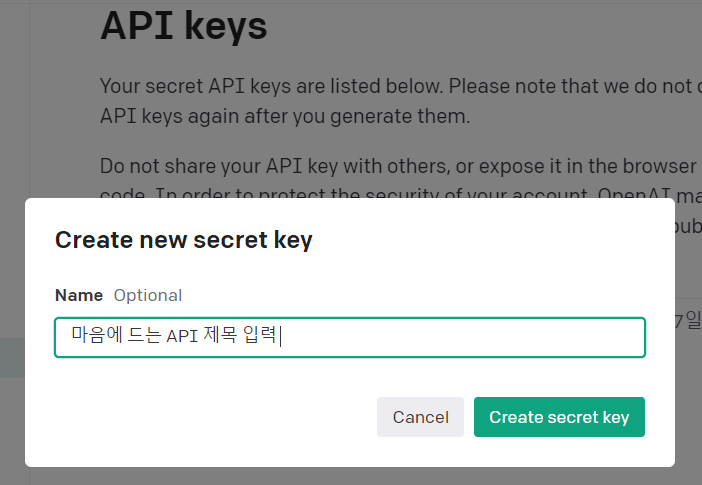 API keys
Your secret API keys are listed below. Please note that we do not
API keys again after you generate them.
Do not share your API key with others, or expose it in the browser
code. In order to protect the security of your account, OpenAI
Create new secret key
Name Optional
마음에 드는 API 제목 입력
7일
Cancel Create secret key